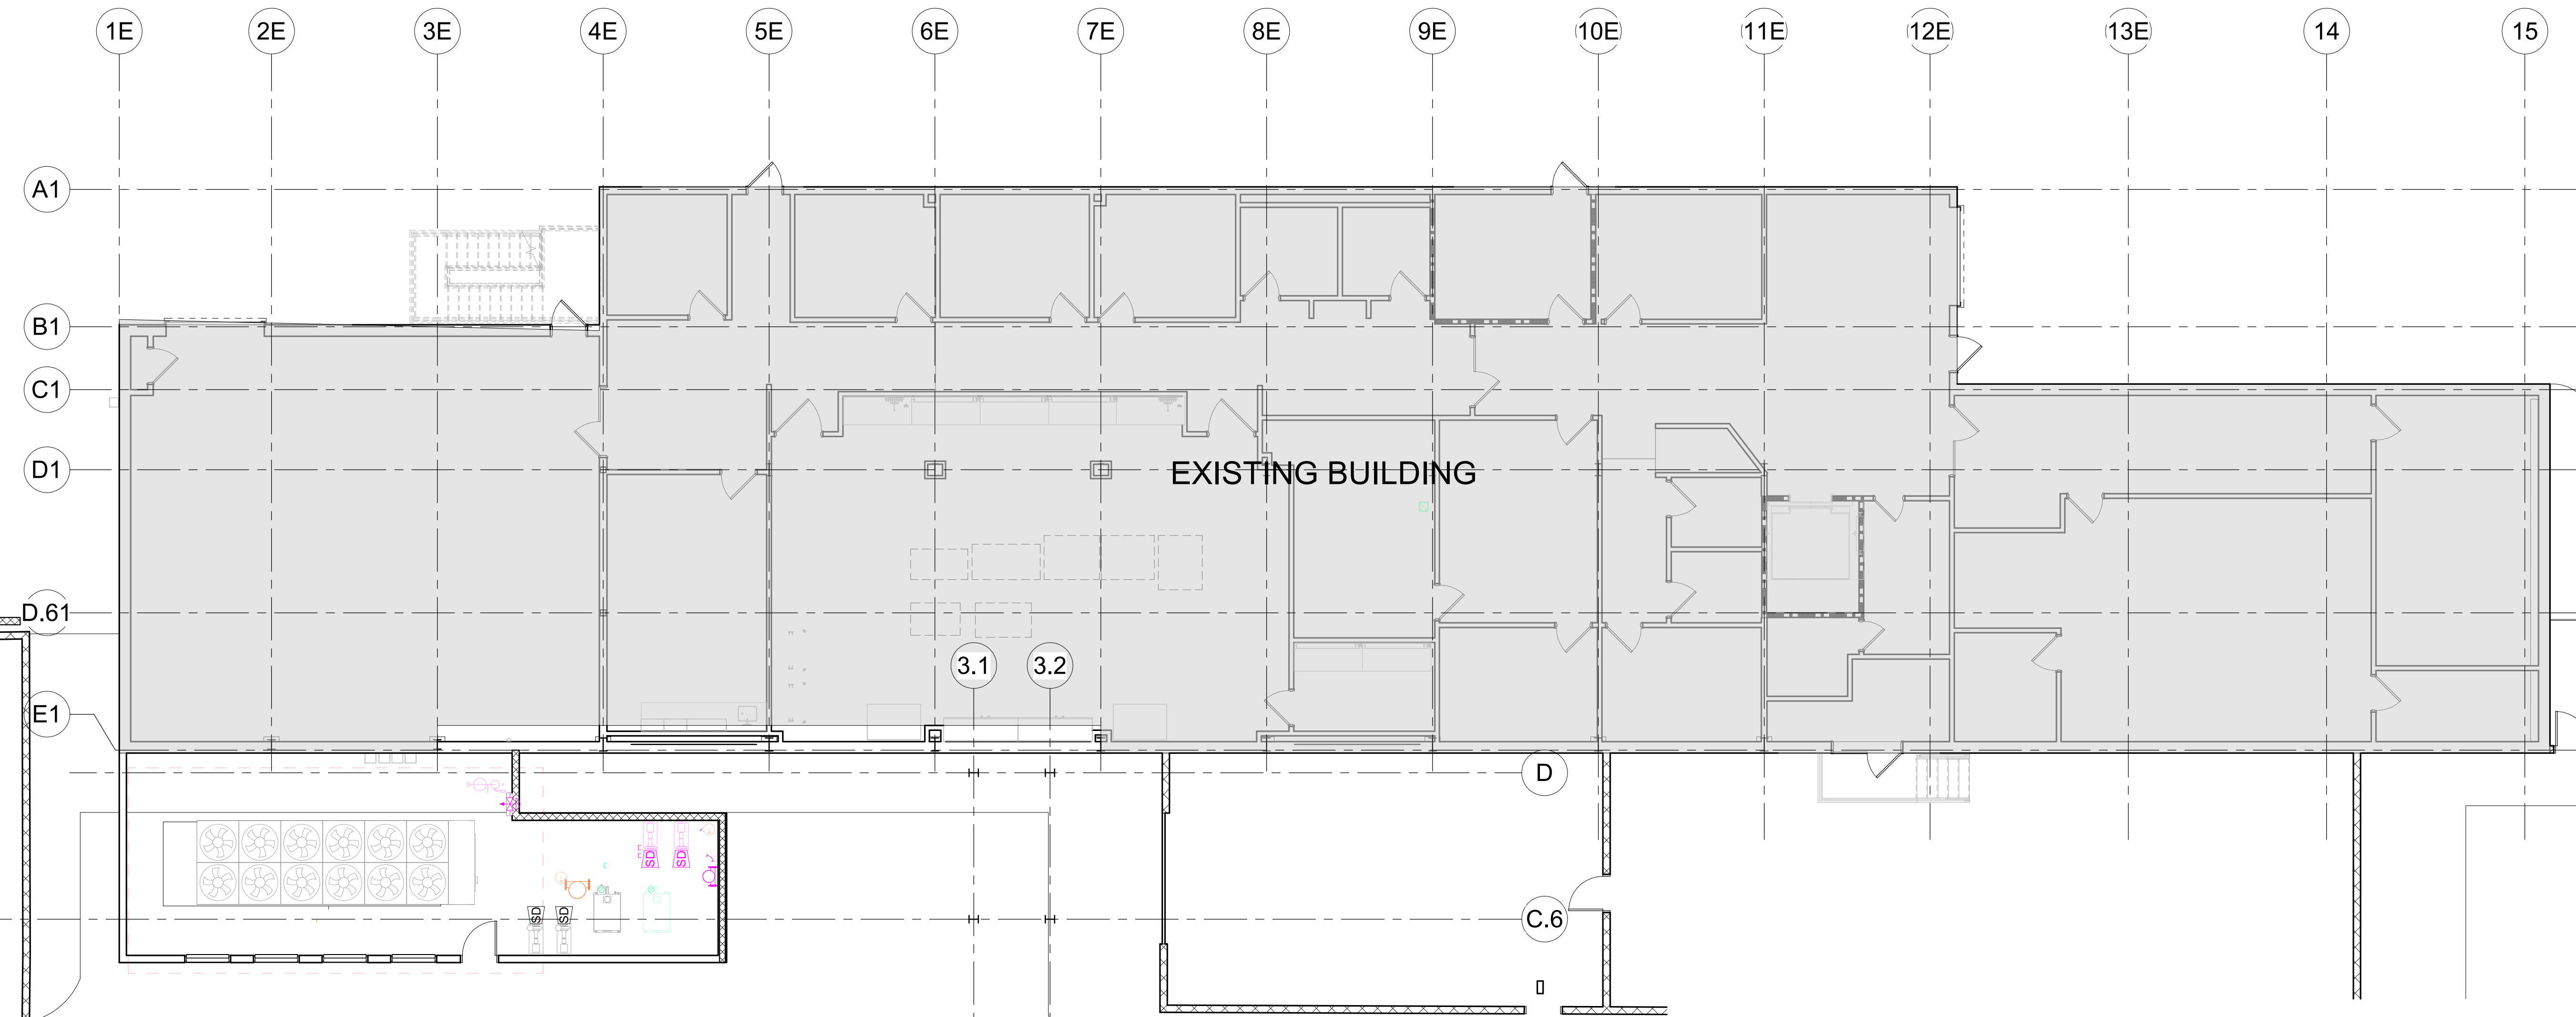 1E 2E 3E 4E 5E 6E 7E 8E 9E 10E 11E 12E 13E 14 15
A1
B1
C1
D1
EXISTING BUILDING
D.61
3.1 3.2
E1
D
SD SD
SD SD
C.6